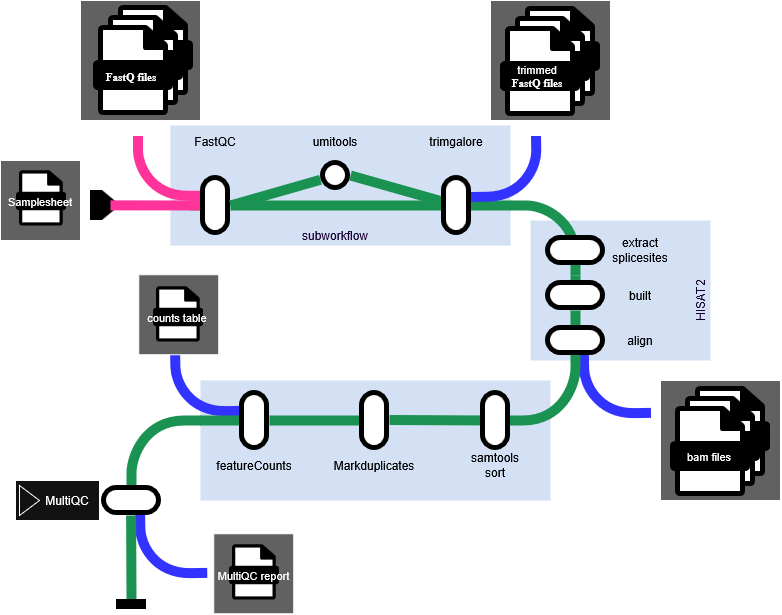 FastQ files
trimmed
FastQ files
FastQC
umitools
trimgalore
Samplesheet
subworkflow
extract
splicesites
built
HISAT2
align
counts table
featureCounts
Markduplicates
samtools
sort
bam files
MultiQC
MultiQC report